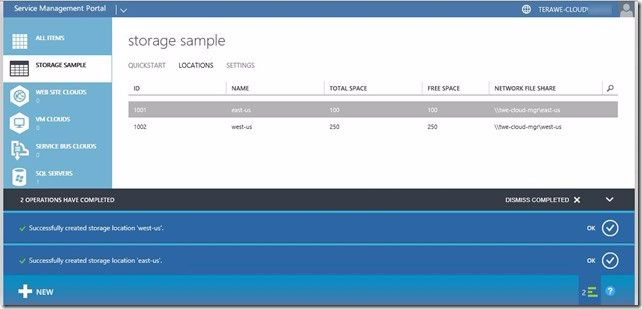 Service Management Portal
TERAWE-CLOUD\
ALL ITEMS
STORAGE SAMPLE
WEB SITE CLOUDS
0
VM CLOUDS
0
SERVICE BUS CLOUDS
0
SQL SERVERS
1
storage sample
QUICKSTART LOCATIONS SETTINGS
ID NAME TOTAL SPACE FREE SPACE NETWORK FILE SHARE
1001 east-us 100 100 \\twe-cloud-mgr\east-us
1002 west-us 250 250 \\twe-cloud-mgr\west-us
2 OPERATIONS HAVE COMPLETED DISMISS COMPLETED
Successfully created storage location 'west-us'. OK
Successfully created storage location 'east-us'. OK
NEW 2 ?